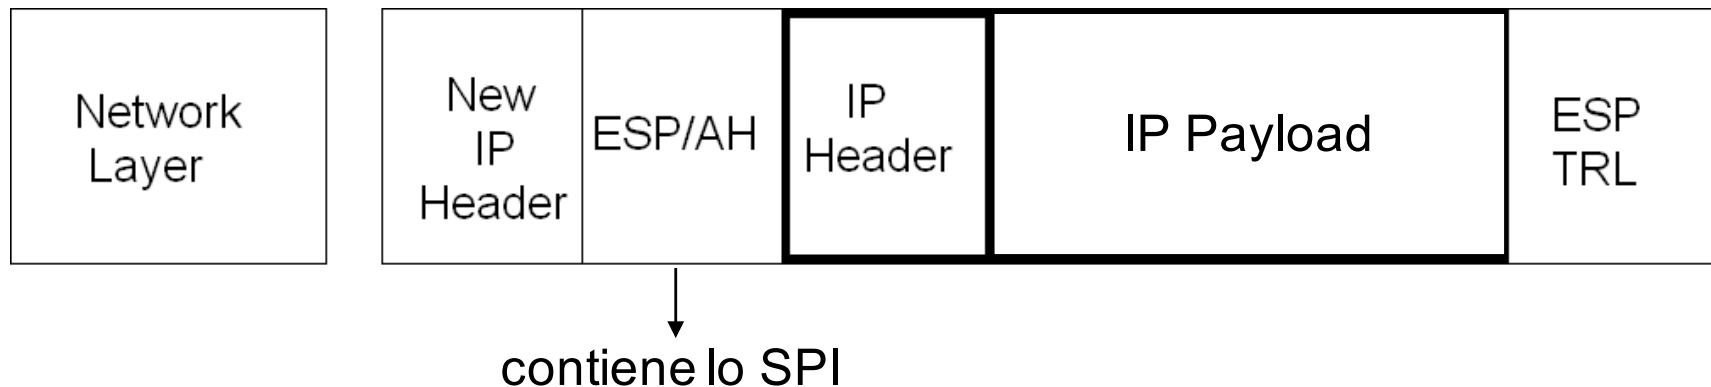 Network
Layer
New
IP
Header
ESP/AH
IP
Header
IP Payload
ESP
TRL
contiene lo SPI